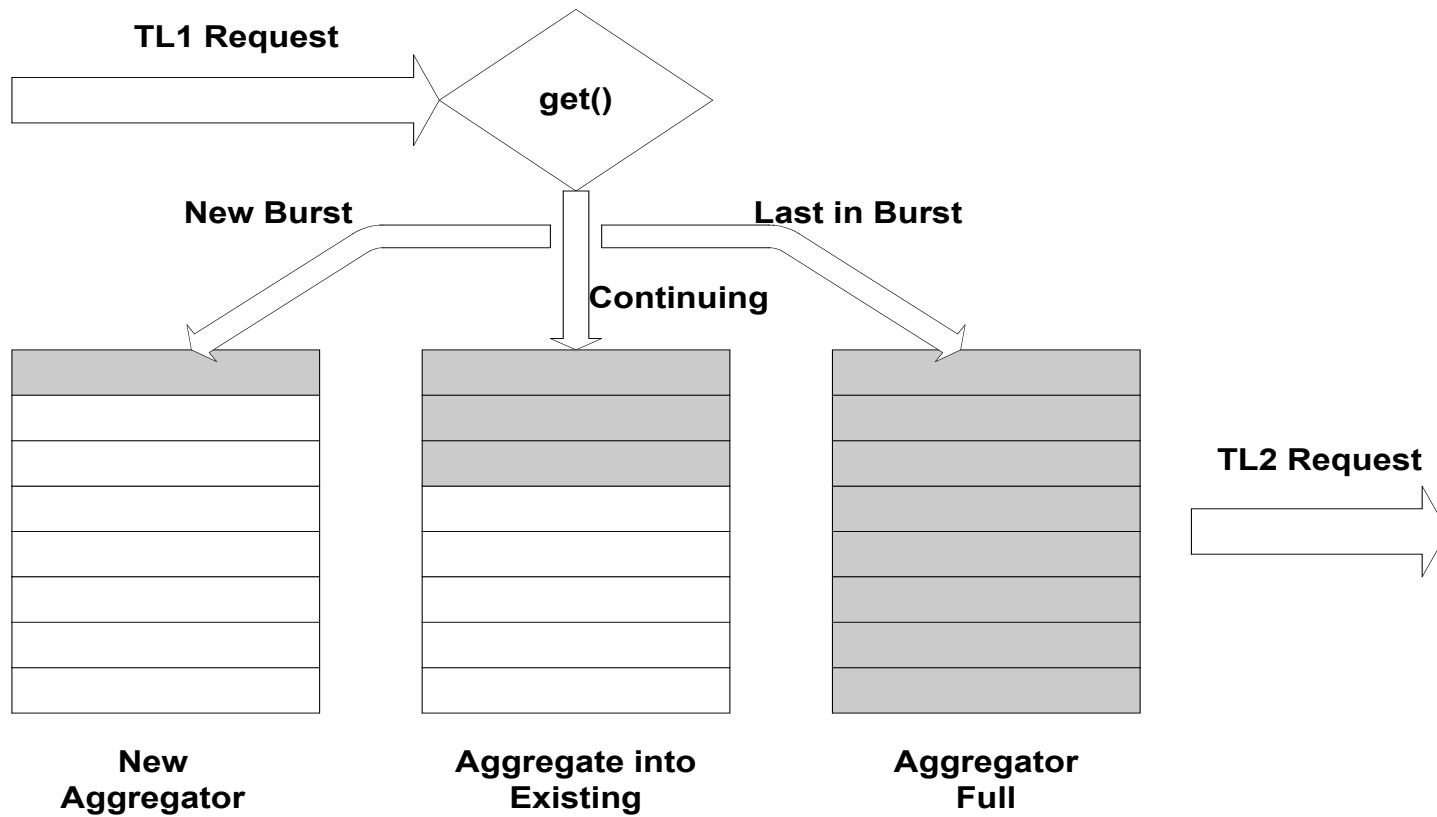 TL1 Request
get()
New Burst
Last in Burst
Continuing
TL2 Request
New
Aggregator
Aggregate into
Existing
Aggregator
Full